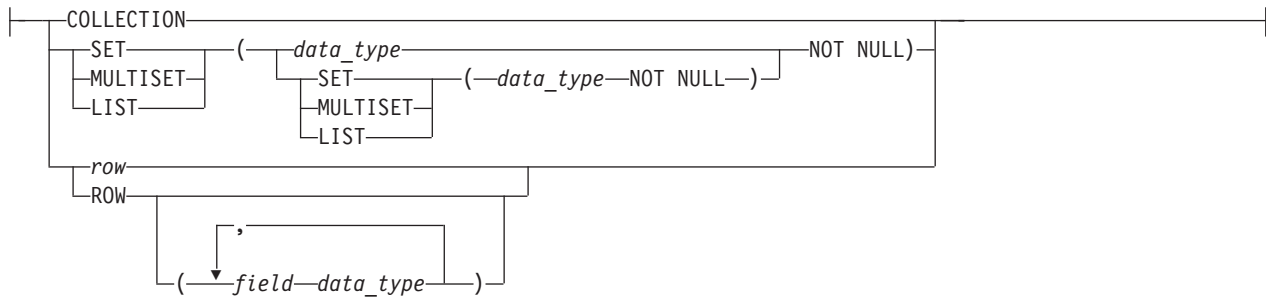 COLLECTION
SET ( data_type NOT NULL)
MULTISET SET ( data_type NOT NULL )
LIST MULTISET
LIST
row
ROW
,
( field data_type )